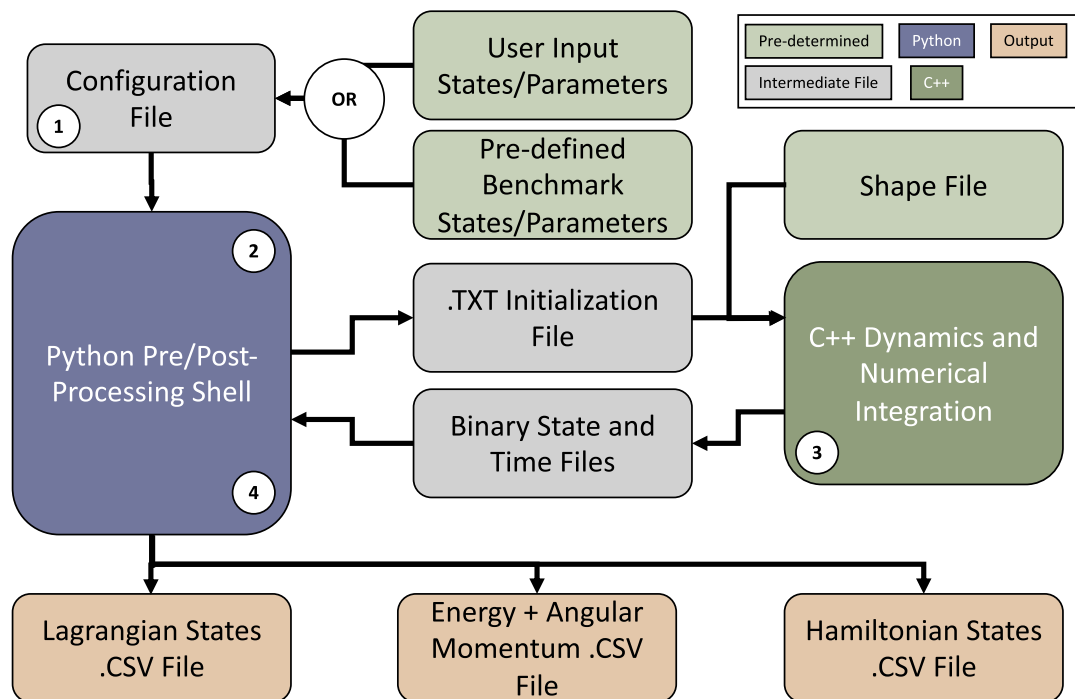 User Input
States/Parameters
Pre-determined
Python
Output
Intermediate File
C++
Configuration
File
1
OR
Pre-defined
Benchmark
States/Parameters
Shape File
2
Python Pre/Post-
Processing Shell
4
.TXT Initialization
File
C++ Dynamics and
Numerical
Integration
3
Binary State and
Time Files
Lagrangian States
.CSV File
Energy + Angular
Momentum .CSV
File
Hamiltonian States
.CSV File